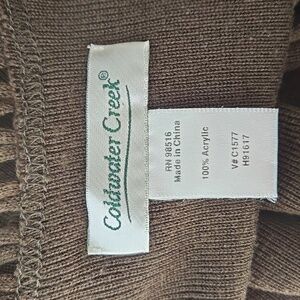 Coldwater Creek®
RN 98516
Made in China
100% Acrylic
V# C1577
H91617